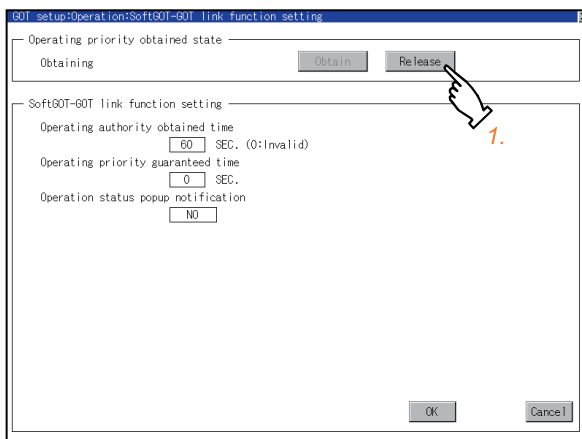 GOT setup:Operation:SoftGOT-GOT link function setting
Operating priority obtained state
Obtaining
Obtain
Release
1.
SoftGOT-GOT link function setting
Operating authority obtained time
60 SEC. (0:Invalid)
Operating priority guaranteed time
0 SEC.
Operation status popup notification
NO
OK
Cancel